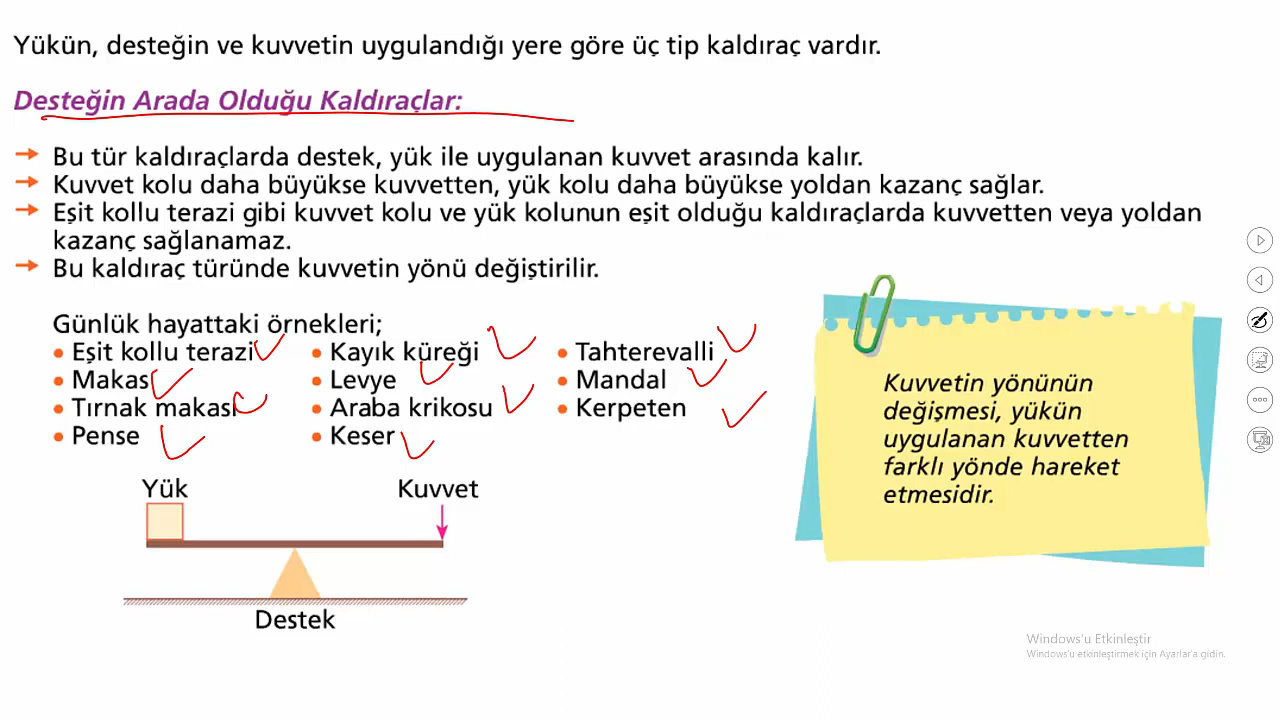 Yükün, desteğin ve kuvvetin uygulandığı yere göre üç tip kaldıraç vardır.
Desteğin Arada Olduğu Kaldıraçlar:
→ Bu tür kaldıraçlarda destek, yük ile uygulanan kuvvet arasında kalır.
→ Kuvvet kolu daha büyükse kuvvetten, yük kolu daha büyükse yoldan kazanç sağlar.
→ Eşit kollu terazi gibi kuvvet kolu ve yük kolunun eşit olduğu kaldıraçlarda kuvvetten veya yoldan
kazanç sağlanamaz.
→ Bu kaldıraç türünde kuvvetin yönü değiştirilir.
Günlük hayattaki örnekleri;
• Eşit kollu terazi
• Makas
• Tırnak makası
• Pense
• Kayık küreği
• Levye
• Araba krikosu
• Keser
• Tahterevalli
• Mandal
• Kerpeten
Yük
Kuvvet
Destek
Kuvvetin yönünün
değişmesi, yükün
uygulanan kuvvetten
farklı yönde hareket
etmesidir.
Windows'u Etkinleştir
Windows'u etkinleştirmek için Ayarlar'a gidin.